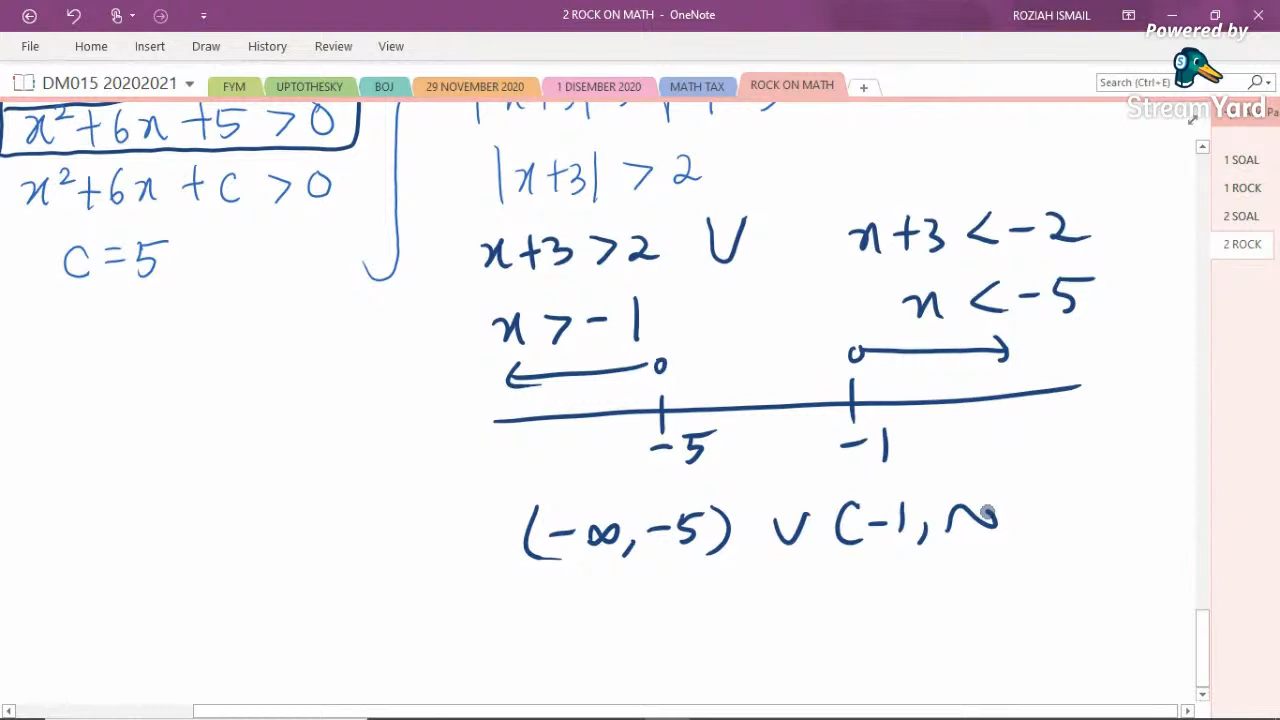 2 ROCK ON MATH - OneNote
ROZIAH ISMAIL
Powered by
StreamYard
File Home Insert Draw History Review View
DM015 20202021
FYM UPTOTHESKY BOJ 29 NOVEMBER 2020 1 DISEMBER 2020 MATH TAX ROCK ON MATH +
Search (Ctrl+E)
1 SOAL
1 ROCK
2 SOAL
2 ROCK
x²+6x+5>0
x²+6x+c>0
c=5
|x+3| > 2
x+3>2 ∨ x+3<-2
x>-1 x<-5
-5 -1
(-∞,-5) ∨ (-1,